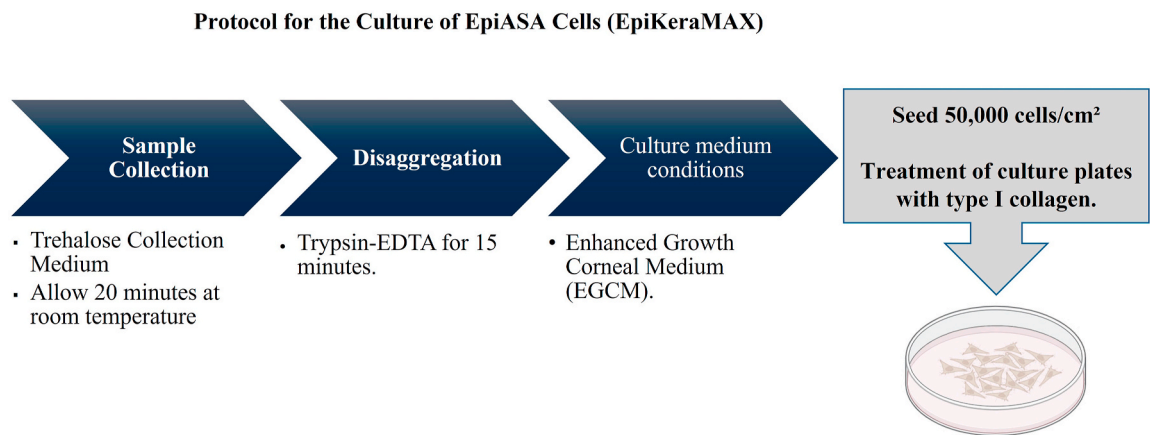 Protocol for the Culture of EpiASA Cells (EpiKeraMAX)
Sample
Collection
▪ Trehalose Collection
Medium
▪ Allow 20 minutes at
room temperature
Disaggregation
• Trypsin-EDTA for 15
minutes.
Culture medium
conditions
• Enhanced Growth
Corneal Medium
(EGCM).
Seed 50,000 cells/cm²
Treatment of culture plates
with type I collagen.